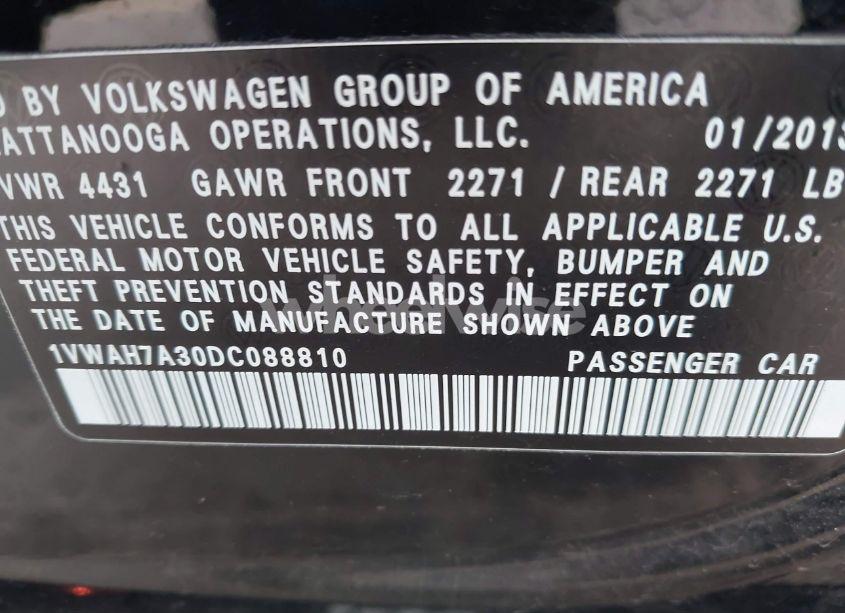 D BY VOLKSWAGEN GROUP OF AMERICA
ATTANOOGA OPERATIONS, LLC. 01/2013
VWR 4431 GAWR FRONT 2271 / REAR 2271 LB
THIS VEHICLE CONFORMS TO ALL APPLICABLE U.S.
FEDERAL MOTOR VEHICLE SAFETY, BUMPER AND
THEFT PREVENTION STANDARDS IN EFFECT ON
THE DATE OF MANUFACTURE SHOWN ABOVE
1VWAH7A30DC088810 PASSENGER CAR